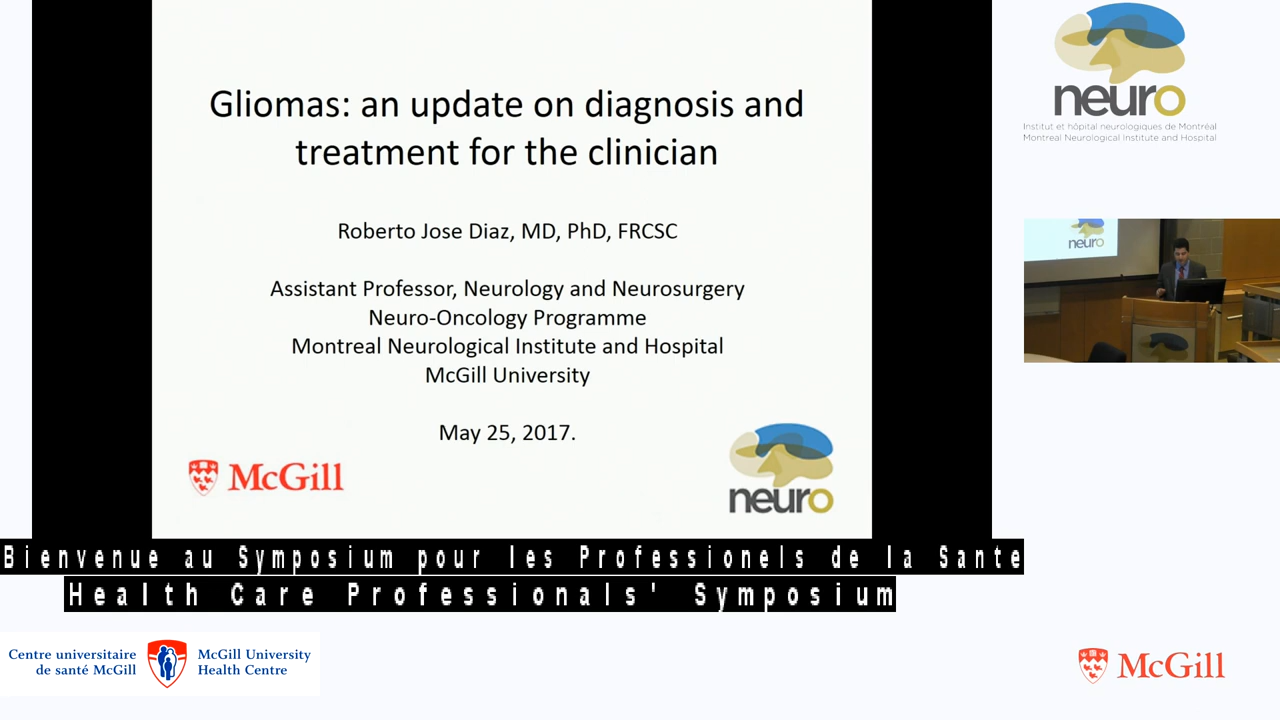 Gliomas: an update on diagnosis and
treatment for the clinician
Roberto Jose Diaz, MD, PhD, FRCSC
Assistant Professor, Neurology and Neurosurgery
Neuro-Oncology Programme
Montreal Neurological Institute and Hospital
McGill University
May 25, 2017.
McGill
neuro
neuro
Institut et hôpital neurologiques de Montréal
Montreal Neurological Institute and Hospital
neuro
Bienvenue au Symposium pour les Professionels de la Sante
Health Care Professionals' Symposium
Centre universitaire
de santé McGill
McGill University
Health Centre
McGill